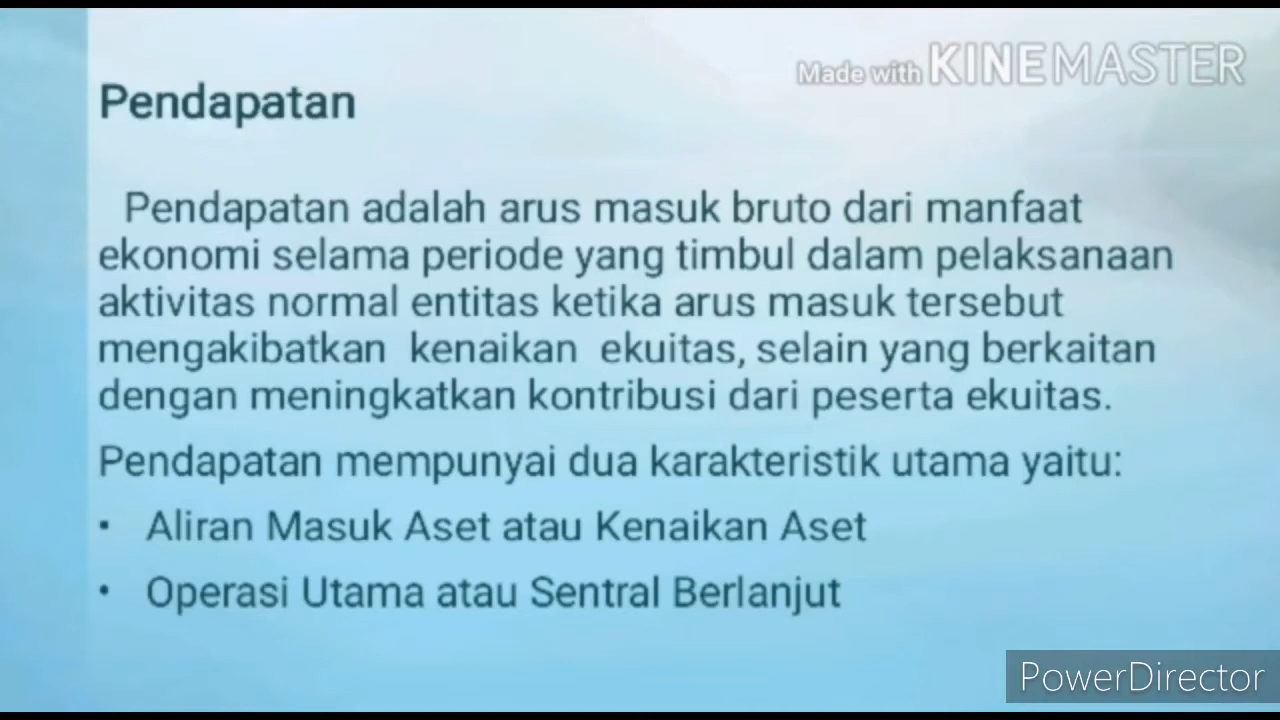 Made with KINEMASTER
Pendapatan
Pendapatan adalah arus masuk bruto dari manfaat
ekonomi selama periode yang timbul dalam pelaksanaan
aktivitas normal entitas ketika arus masuk tersebut
mengakibatkan kenaikan ekuitas, selain yang berkaitan
dengan meningkatkan kontribusi dari peserta ekuitas.
Pendapatan mempunyai dua karakteristik utama yaitu:
• Aliran Masuk Aset atau Kenaikan Aset
• Operasi Utama atau Sentral Berlanjut
PowerDirector